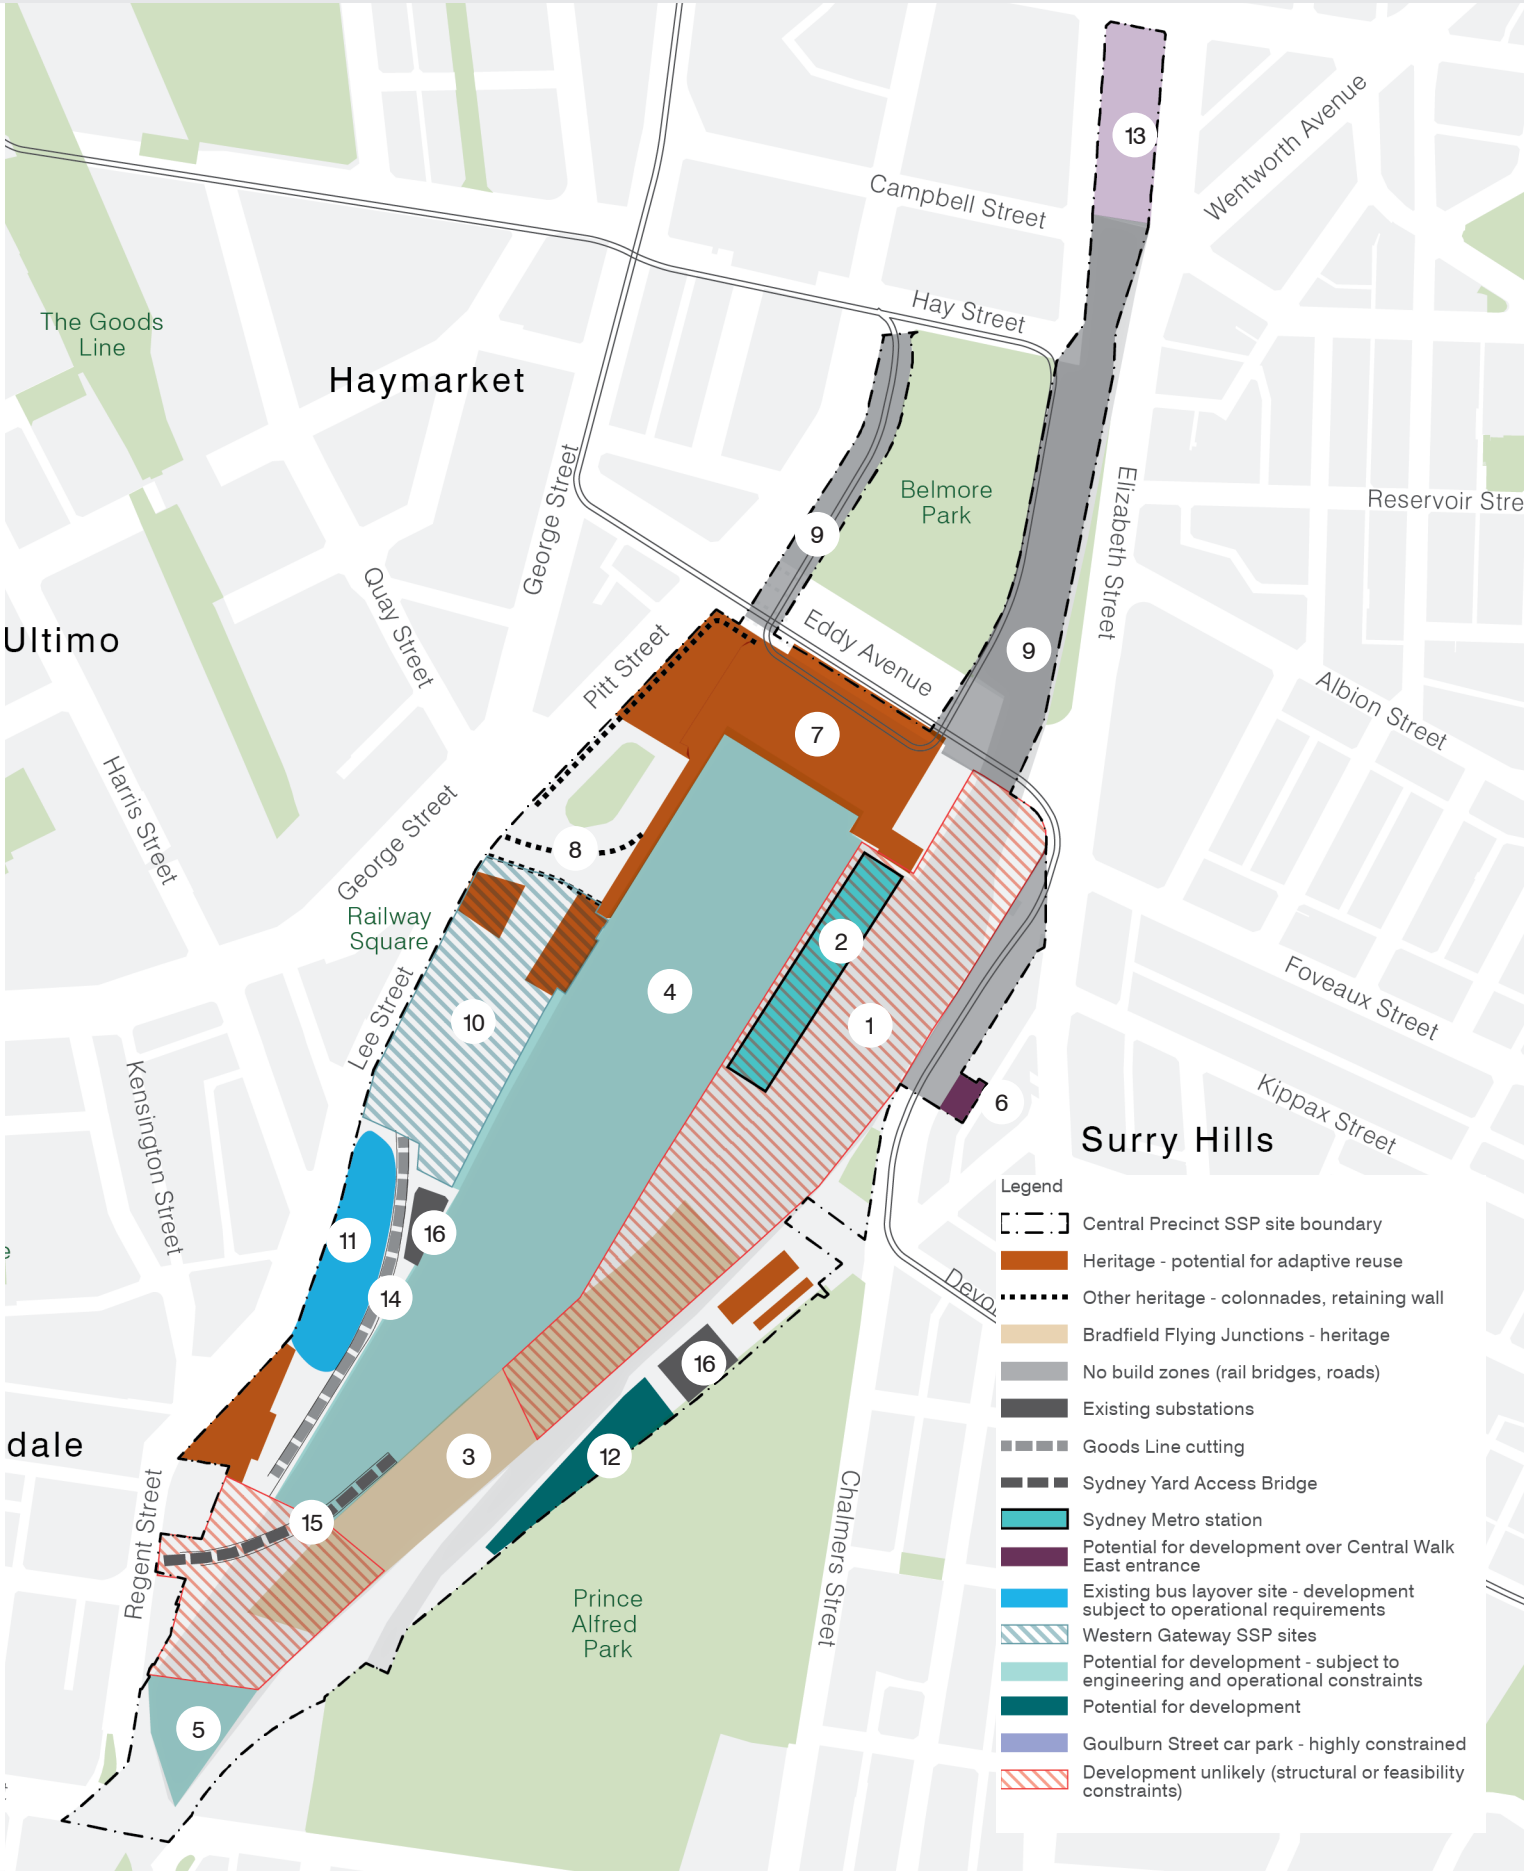 13
Wentworth Avenue
Campbell Street
Hay Street
The Goods
Line
Haymarket
Belmore
Park
Elizabeth Street
Reservoir Stre
George Street
9
Quay Street
Ultimo
Eddy Avenue
9
Pitt Street
Albion Street
7
Harris Street
George Street
8
Railway
Square
2
4
Lee Street
10
1
Foveaux Street
Kensington Street
6
Kippax Street
Surry Hills
11
16
14
Devo
16
dale
3
12
Regent Street
15
Chalmers Street
Prince
Alfred
Park
5
Legend
Central Precinct SSP site boundary
Heritage - potential for adaptive reuse
Other heritage - colonnades, retaining wall
Bradfield Flying Junctions - heritage
No build zones (rail bridges, roads)
Existing substations
Goods Line cutting
Sydney Yard Access Bridge
Sydney Metro station
Potential for development over Central Walk
East entrance
Existing bus layover site - development
subject to operational requirements
Western Gateway SSP sites
Potential for development - subject to
engineering and operational constraints
Potential for development
Goulburn Street car park - highly constrained
Development unlikely (structural or feasibility
constraints)